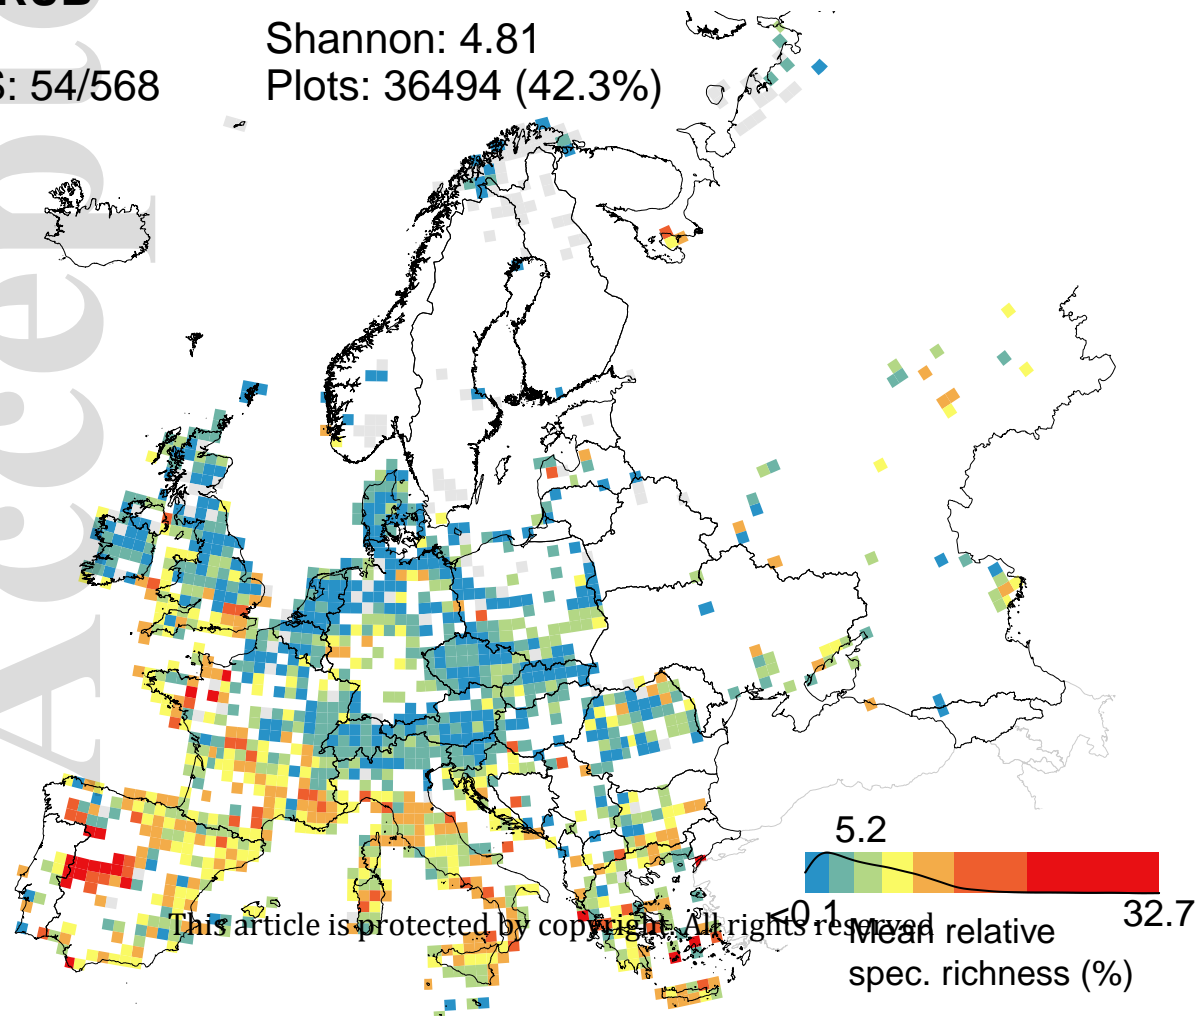 Shannon: 4.81
S: 54/568
Plots: 36494 (42.3%)
5.2
<0.1
32.7
Mean relative
spec. richness (%)
This article is protected by copyright. All rights reserved
Accep